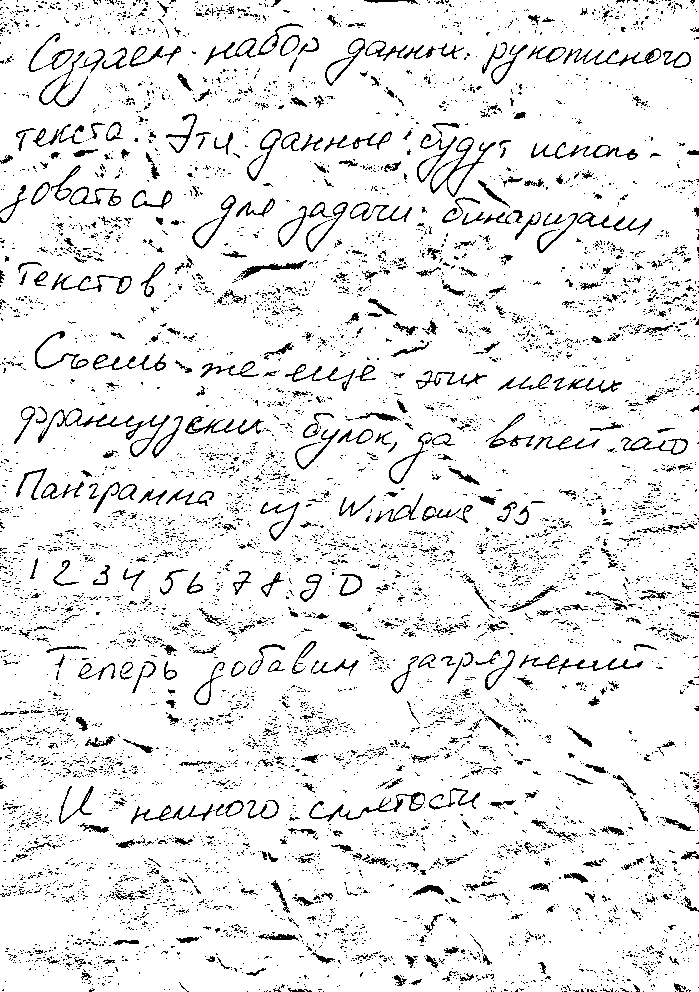 Создаем набор данных рукописного
текста. Эти данные будут исполь-
зоваться для задачи бинаризации
текстов
Съешь же ещё этих мягких
французских булок, да выпей чаю
Панграмма из Windows 95
1 2 3 4 5 6 7 8 9 0
Теперь добавим загрязнений
И немного смятости